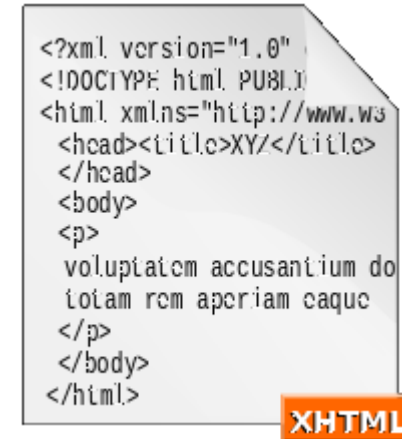 <?xml version="1.0"
<!DOCTYPE html PUBLI
<html xmlns="http://www.w3
<head><title>XYZ</title>
</head>
<body>
<p>
voluptatem accusantium do
totam rem aperiam eaque
</p>
</body>
</html>
XHTML